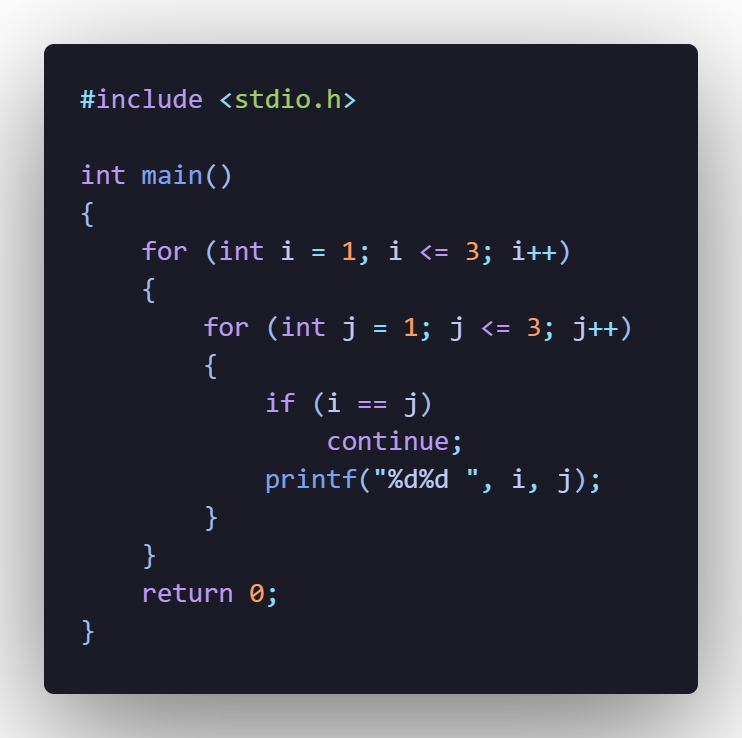 #include <stdio.h>

int main()
{
    for (int i = 1; i <= 3; i++)
    {
        for (int j = 1; j <= 3; j++)
        {
            if (i == j)
                continue;
            printf("%d%d ", i, j);
        }
    }
    return 0;
}